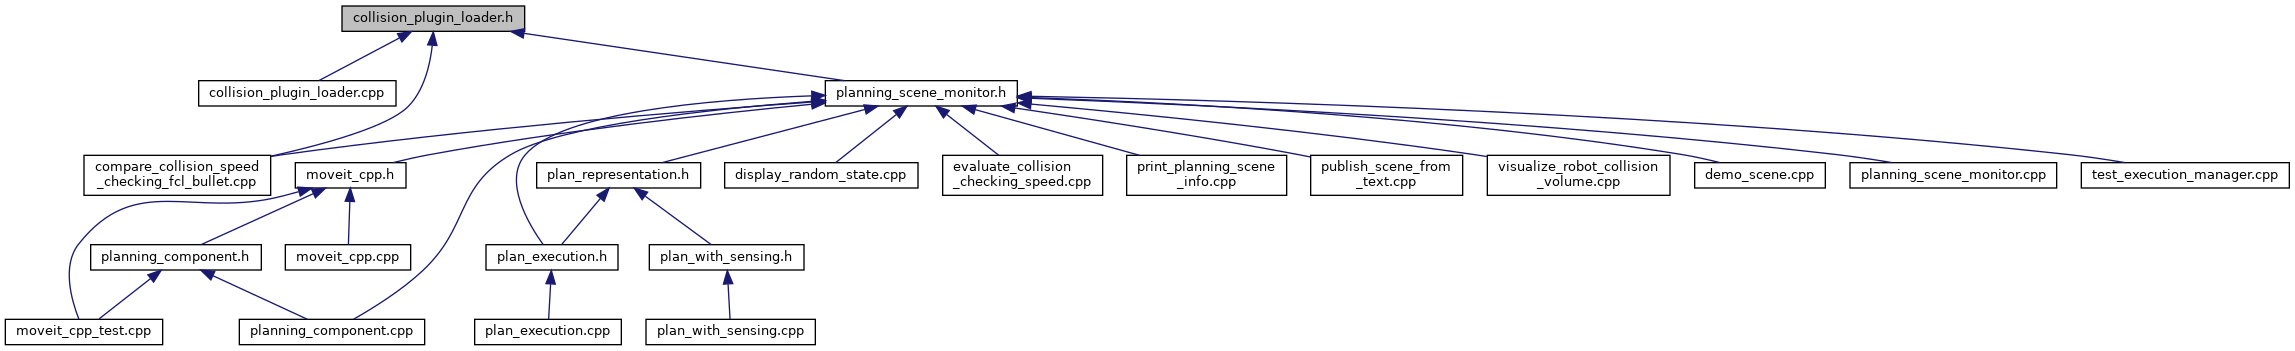 collision_plugin_loader.h
collision_plugin_loader.cpp
planning_scene_monitor.h
compare_collision_speed
_checking_fcl_bullet.cpp
moveit_cpp.h
plan_representation.h
display_random_state.cpp
evaluate_collision
_checking_speed.cpp
print_planning_scene
_info.cpp
publish_scene_from
_text.cpp
visualize_robot_collision
_volume.cpp
demo_scene.cpp
planning_scene_monitor.cpp
test_execution_manager.cpp
planning_component.h
moveit_cpp.cpp
plan_execution.h
plan_with_sensing.h
moveit_cpp_test.cpp
planning_component.cpp
plan_execution.cpp
plan_with_sensing.cpp